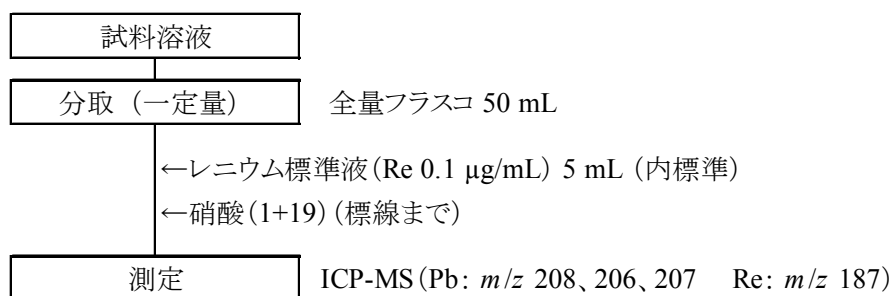 試料溶液
分取（一定量） 全量フラスコ 50 mL
←レニウム標準液(Re 0.1 µg/mL) 5 mL (内標準)
←硝酸(1+19) (標線まで)
測定 ICP-MS(Pb: m/z 208、206、207 Re: m/z 187)